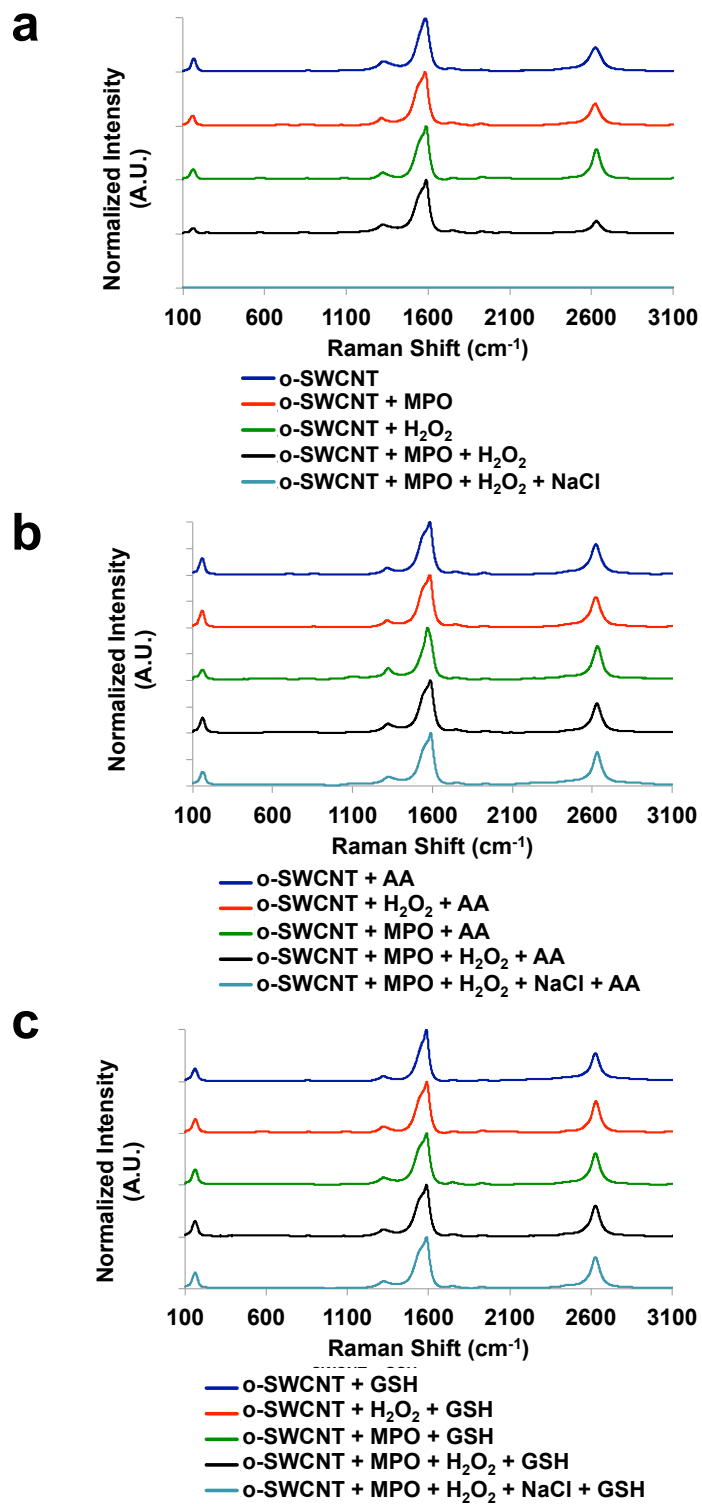 a
Normalized Intensity
(A.U.)
100 600 1100 1600 2100 2600 3100
Raman Shift (cm⁻¹)
o-SWCNT
o-SWCNT + MPO
o-SWCNT + H₂O₂
o-SWCNT + MPO + H₂O₂
o-SWCNT + MPO + H₂O₂ + NaCl
b
Normalized Intensity
(A.U.)
100 600 1100 1600 2100 2600 3100
Raman Shift (cm⁻¹)
o-SWCNT + AA
o-SWCNT + H₂O₂ + AA
o-SWCNT + MPO + AA
o-SWCNT + MPO + H₂O₂ + AA
o-SWCNT + MPO + H₂O₂ + NaCl + AA
c
Normalized Intensity
(A.U.)
100 600 1100 1600 2100 2600 3100
Raman Shift (cm⁻¹)
o-SWCNT + GSH
o-SWCNT + H₂O₂ + GSH
o-SWCNT + MPO + GSH
o-SWCNT + MPO + H₂O₂ + GSH
o-SWCNT + MPO + H₂O₂ + NaCl + GSH